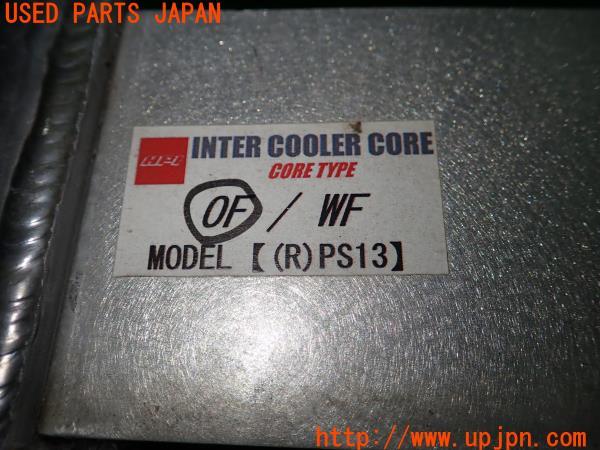 USED PARTS JAPAN
HPI INTER COOLER CORE
CORE TYPE
OF / WF
MODEL【(R)PS13】
http://www.upjpn.com/